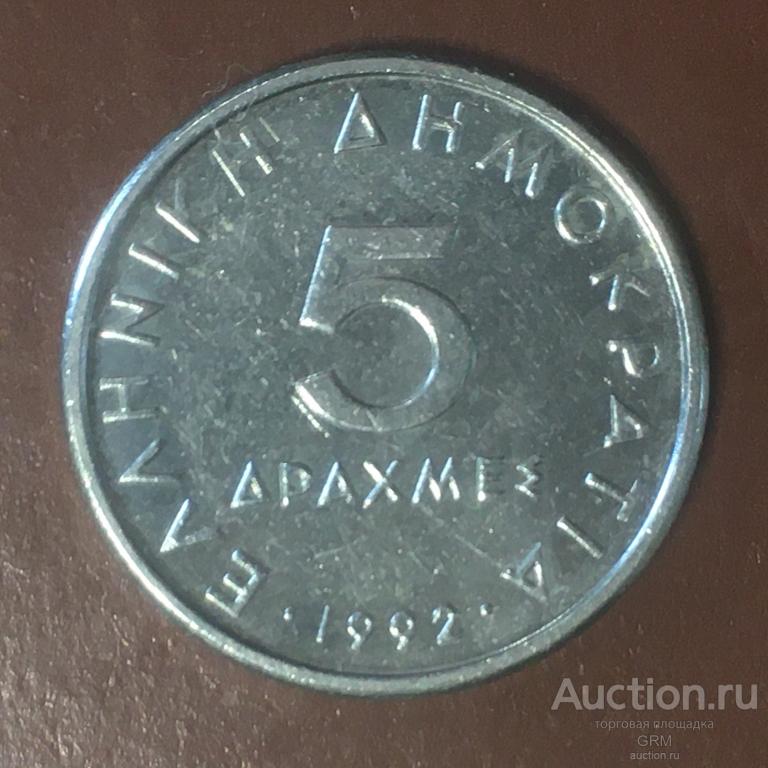 ΕΛΛΗΝΙΚΗ ΔΗΜΟΚΡΑΤΙΑ
5
ΔΡΑΧΜΕΣ
·1992·
Auction.ru
торговая площадка
GRM
auction.ru